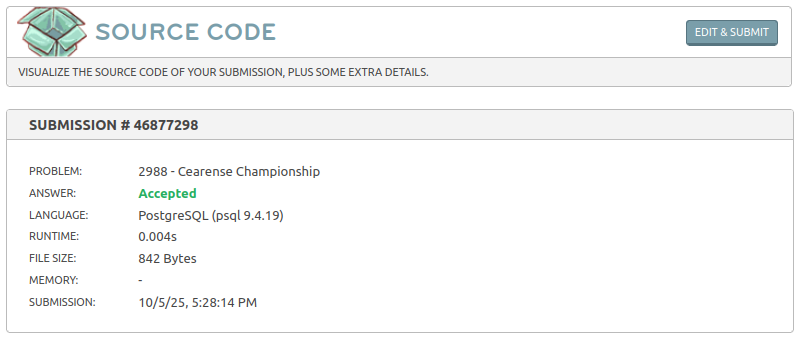 SOURCE CODE
EDIT & SUBMIT
VISUALIZE THE SOURCE CODE OF YOUR SUBMISSION, PLUS SOME EXTRA DETAILS.
SUBMISSION # 46877298
PROBLEM: 2988 - Cearense Championship
ANSWER: Accepted
LANGUAGE: PostgreSQL (psql 9.4.19)
RUNTIME: 0.004s
FILE SIZE: 842 Bytes
MEMORY: -
SUBMISSION: 10/5/25, 5:28:14 PM